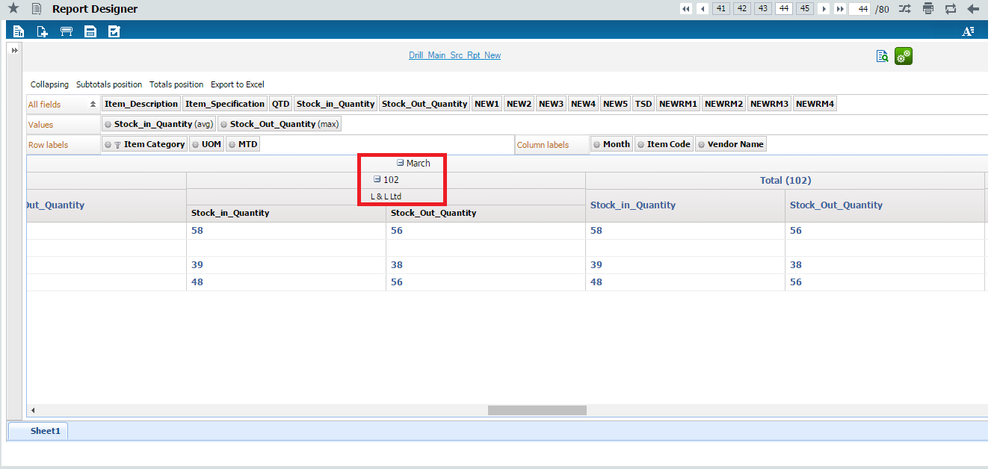 Report Designer
41 42 43 44 45 44 /80
Drill_Main_Src_Rpt_New
Collapsing Subtotals position Totals position Export to Excel
All fields Item_Description Item_Specification QTD Stock_in_Quantity Stock_Out_Quantity NEW1 NEW2 NEW3 NEW4 NEW5 TSD NEWRM1 NEWRM2 NEWRM3 NEWRM4
Values Stock_in_Quantity (avg) Stock_Out_Quantity (max)
Row labels Item Category UOM MTD Column labels Month Item Code Vendor Name
March
102 Total (102)
L & L Ltd
Out_Quantity Stock_in_Quantity Stock_Out_Quantity
Stock_in_Quantity Stock_Out_Quantity
58 56 58 56
39 38 39 38
48 56 48 56
Sheet1